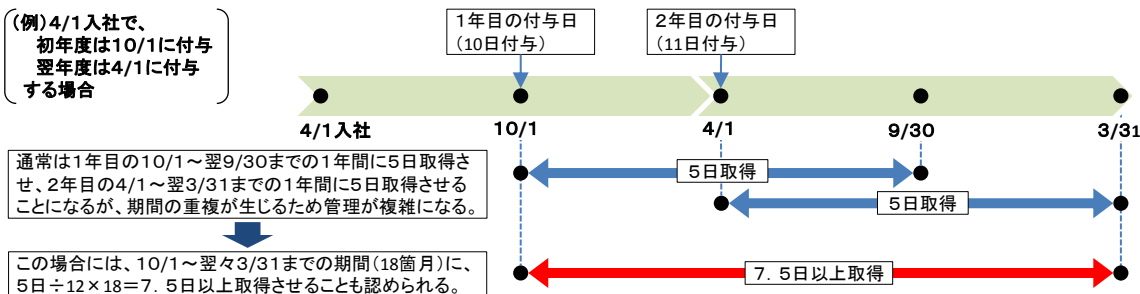 (例)4/1入社で、
初年度は10/1に付与
翌年度は4/1に付与
する場合
1年目の付与日
(10日付与)
2年目の付与日
(11日付与)
4/1入社
10/1
4/1
9/30
3/31
通常は1年目の10/1~翌9/30までの1年間に5日取得さ
せ、2年目の4/1~翌3/31までの1年間に5日取得させる
ことになるが、期間の重複が生じるため管理が複雑になる。
5日取得
5日取得
この場合には、10/1~翌々3/31までの期間(18箇月)に、
5日÷12×18=7.5日以上取得させることも認められる。
7.5日以上取得